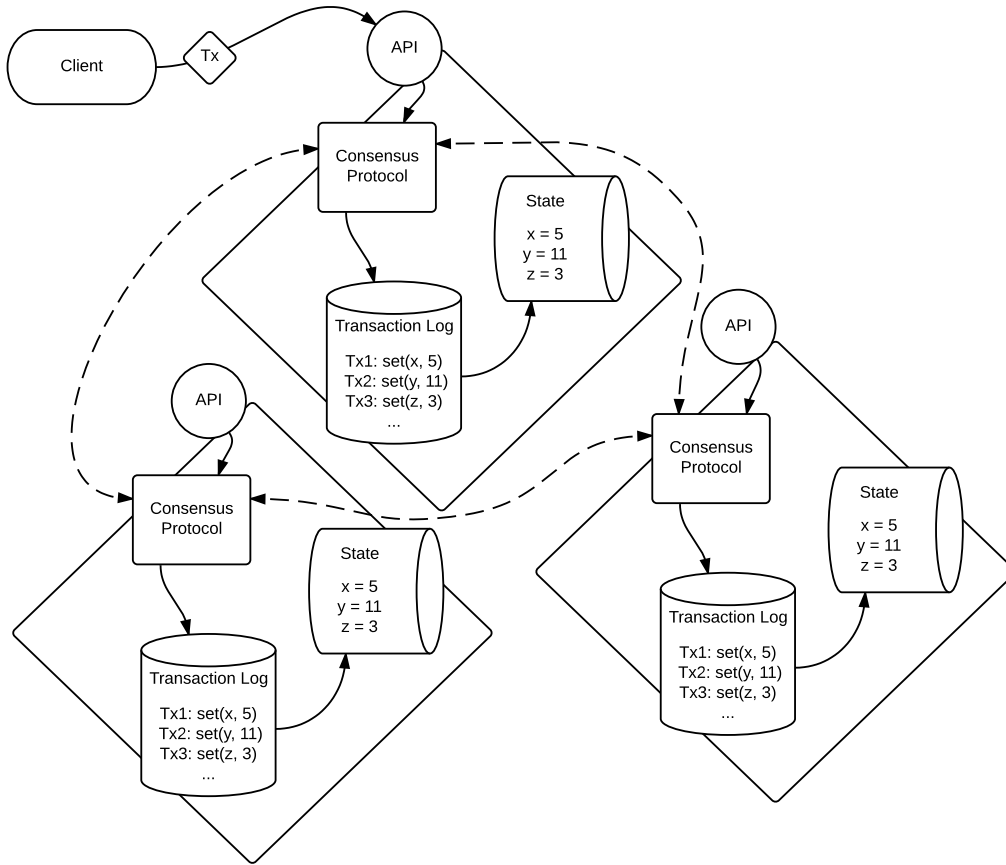 Client
Tx
API
Consensus
Protocol
State
x = 5
y = 11
z = 3
Transaction Log
Tx1: set(x, 5)
Tx2: set(y, 11)
Tx3: set(z, 3)
...
API
Consensus
Protocol
State
x = 5
y = 11
z = 3
Transaction Log
Tx1: set(x, 5)
Tx2: set(y, 11)
Tx3: set(z, 3)
...
API
Consensus
Protocol
State
x = 5
y = 11
z = 3
Transaction Log
Tx1: set(x, 5)
Tx2: set(y, 11)
Tx3: set(z, 3)
...